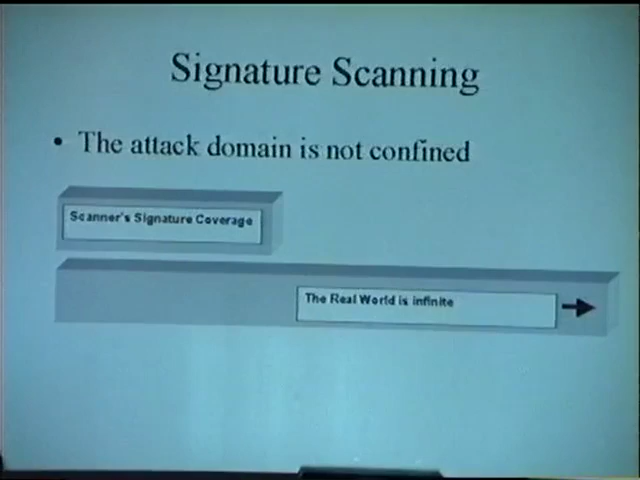 Signature Scanning
• The attack domain is not confined
Scanner's Signature Coverage
The Real World is infinite